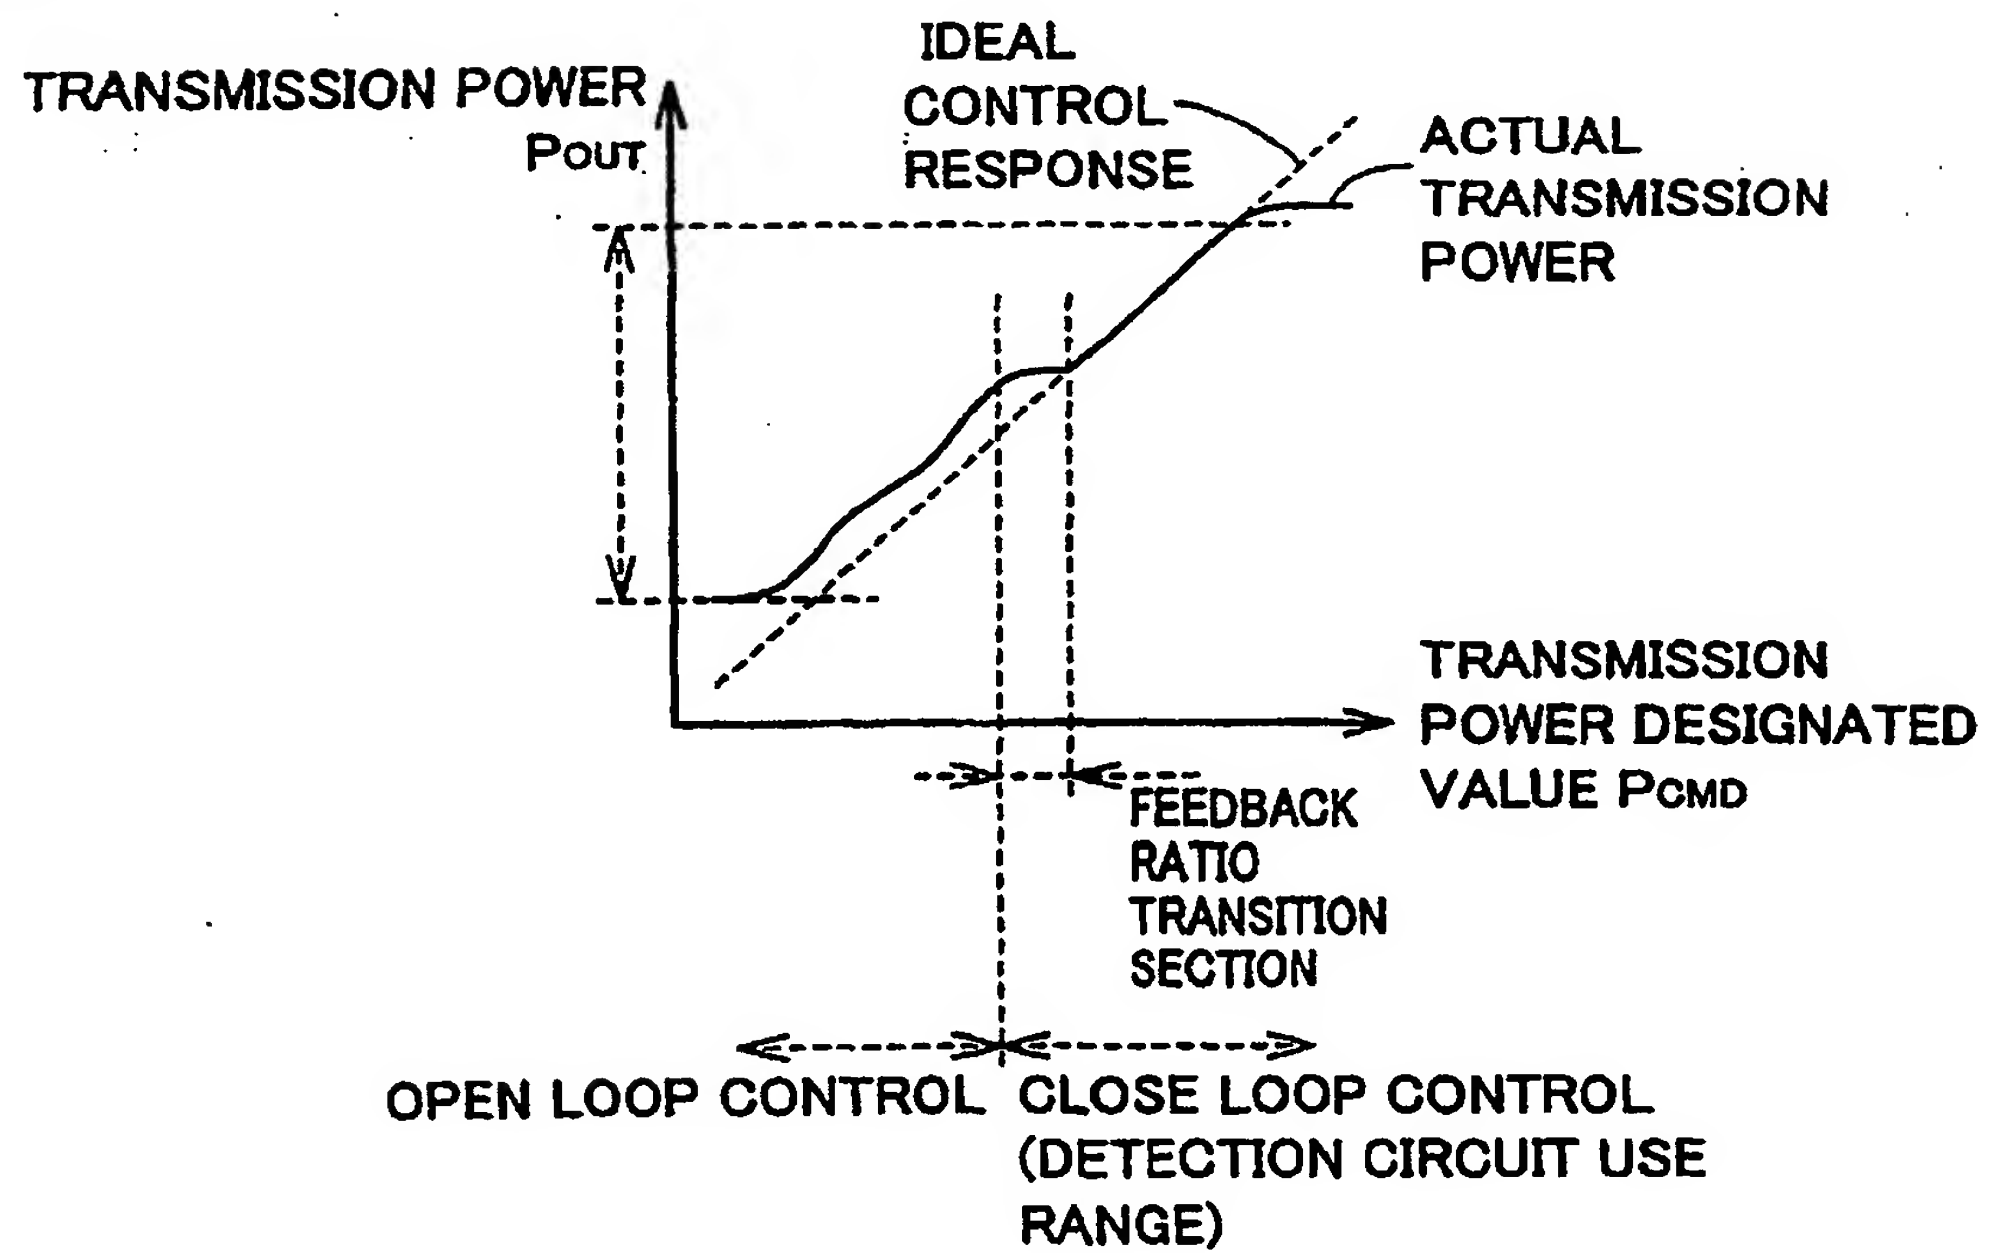 TRANSMISSION POWER
POUT
IDEAL
CONTROL
RESPONSE
ACTUAL
TRANSMISSION
POWER
TRANSMISSION
POWER DESIGNATED
VALUE PCMD
FEEDBACK
RATIO
TRANSITION
SECTION
OPEN LOOP CONTROL
CLOSE LOOP CONTROL
(DETECTION CIRCUIT USE
RANGE)